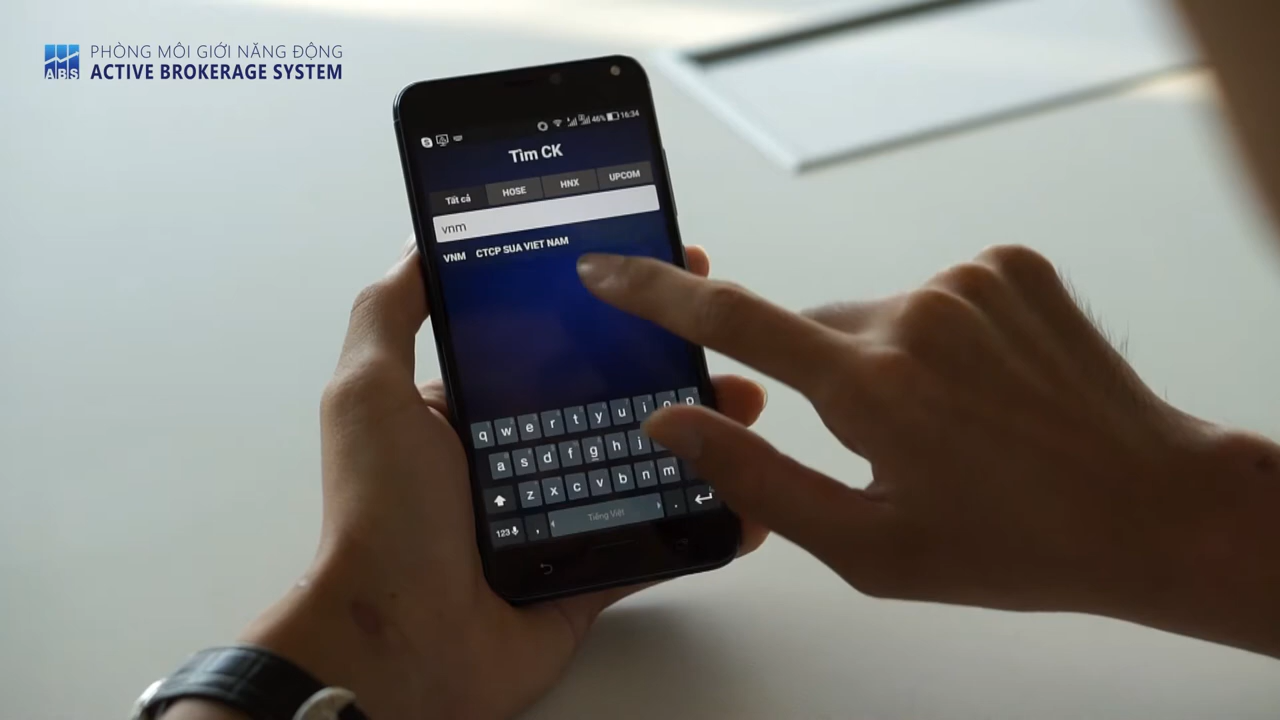 PHÒNG MÔI GIỚI NĂNG ĐỘNG
ABS ACTIVE BROKERAGE SYSTEM
46% 16:34
Tìm CK
Tất cả HOSE HNX UPCOM
vnm
VNM CTCP SUA VIET NAM
q w e r t y u i o p
a s d f g h j
z x c v b n m
123 , Tiếng Việt .